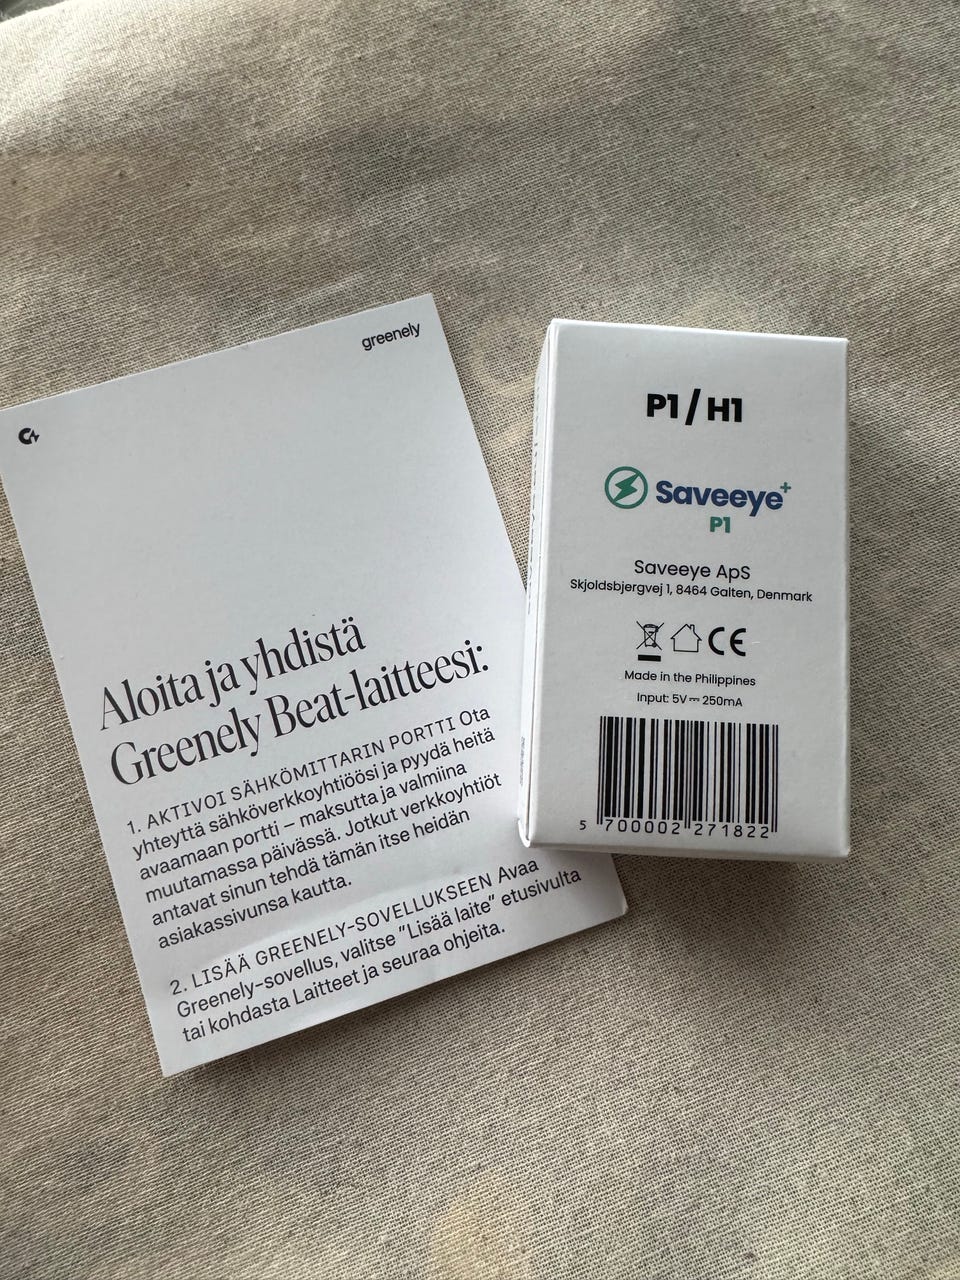 greenely
Aloita ja yhdistä
Greenely Beat-laitteesi:
1. AKTIVOI SÄHKÖMITTARIN PORTTI Ota
yhteyttä sähköverkkoyhtiöösi ja pyydä heitä
avaamaan portti – maksutta ja valmiina
muutamassa päivässä. Jotkut verkkoyhtiöt
antavat sinun tehdä tämän itse heidän
asiakassivunsa kautta.
2. LISÄÄ GREENELY-SOVELLUKSEEN Avaa
Greenely-sovellus, valitse "Lisää laite" etusivulta
tai kohdasta Laitteet ja seuraa ohjeita.
P1/H1
Saveeye+
P1
Saveeye ApS
Skjoldsbjergvej 1, 8464 Galten, Denmark
CE
Made in the Philippines
Input: 5V⎓250mA
5 700002 271822